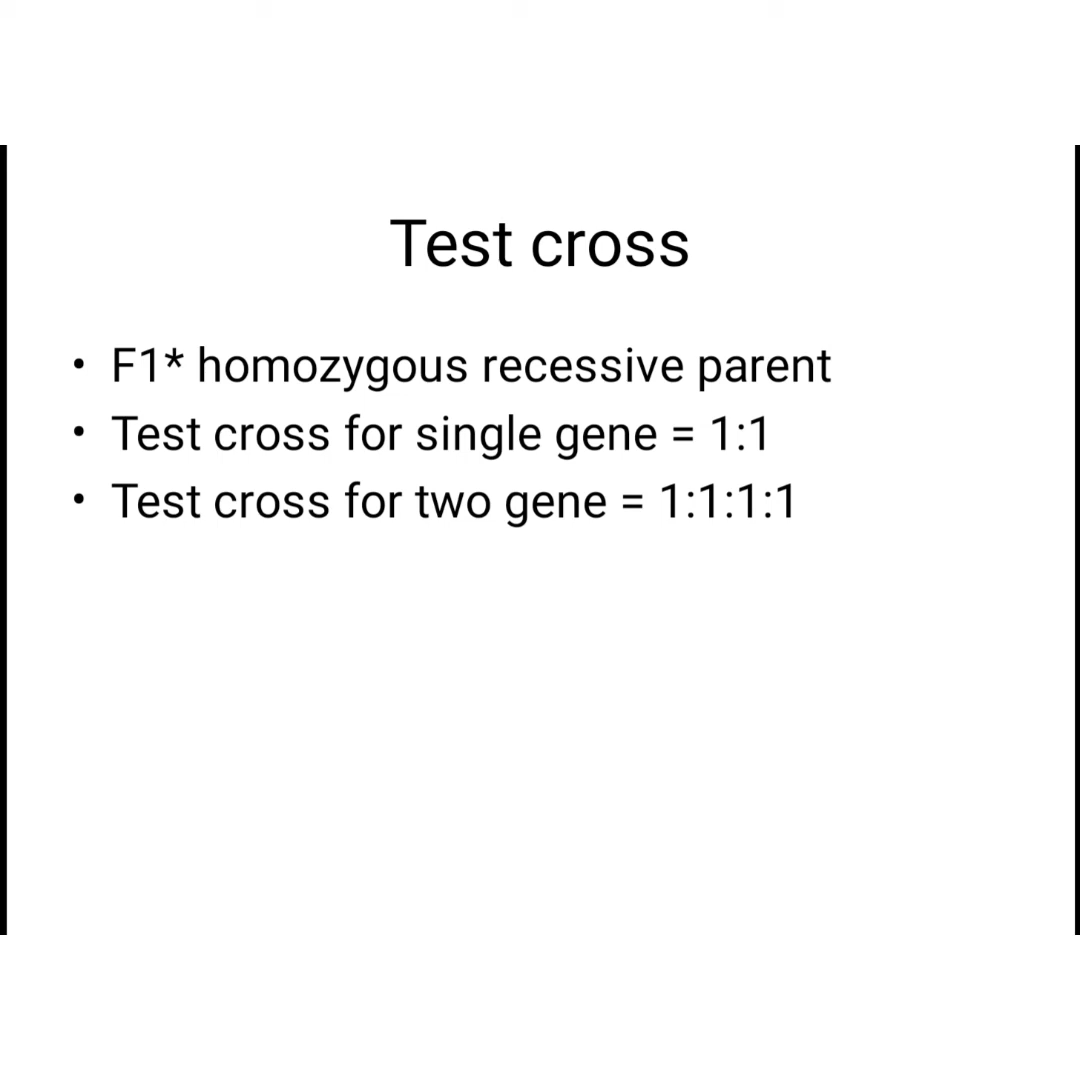 Test cross
• F1* homozygous recessive parent
• Test cross for single gene = 1:1
• Test cross for two gene = 1:1:1:1